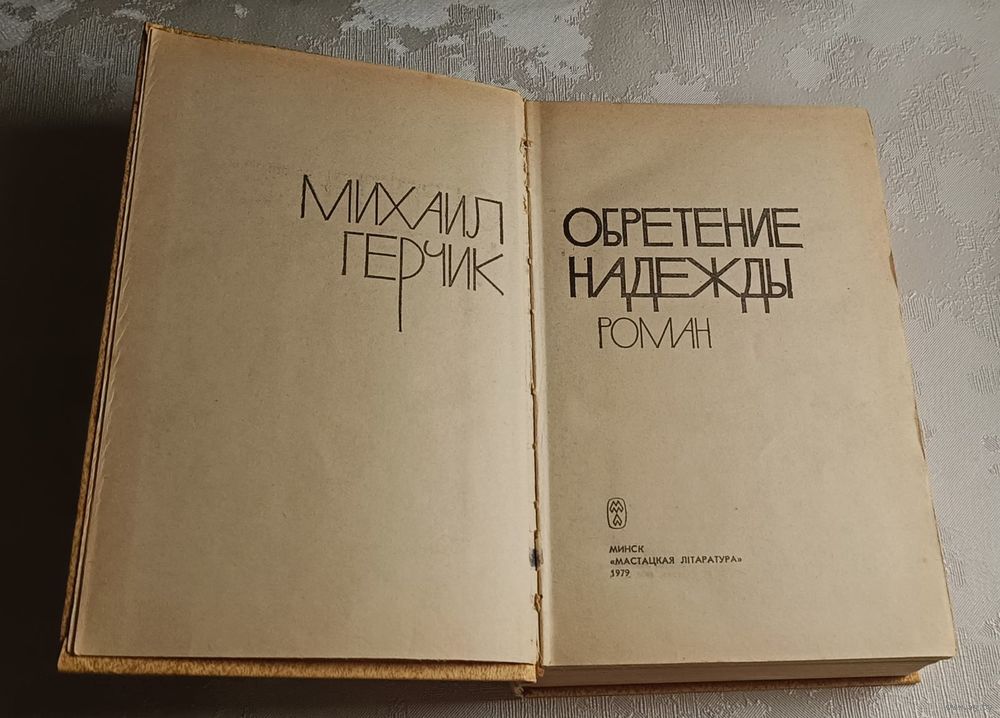 МИХАИЛ
ГЕРЧИК
ОБРЕТЕНИЕ
НАДЕЖДЫ
РОМАН
МИНСК
«МАСТАЦКАЯ ЛІТАРАТУРА»
1979